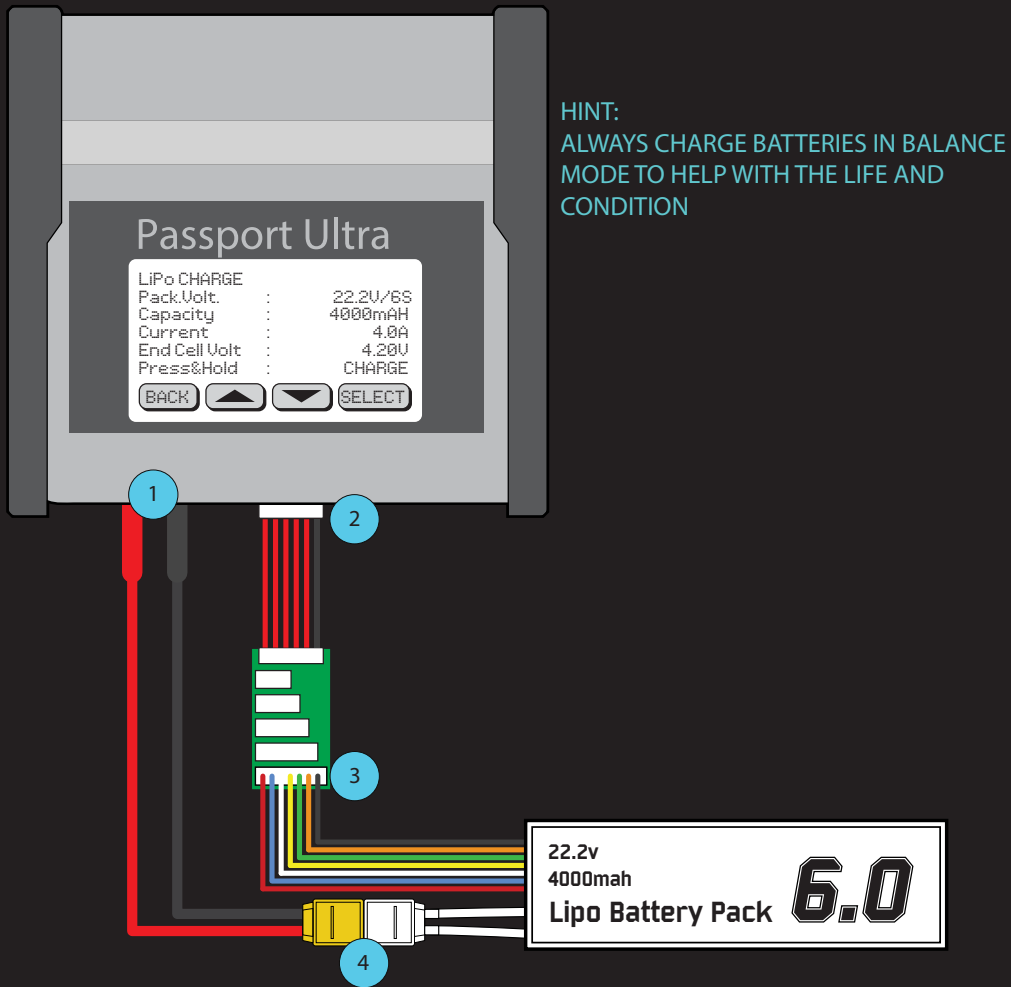 HINT:
ALWAYS CHARGE BATTERIES IN BALANCE
MODE TO HELP WITH THE LIFE AND
CONDITION
Passport Ultra
LiPo CHARGE
Pack.Volt. : 22.2V/6S
Capacity : 4000mAH
Current : 4.0A
End Cell Volt : 4.20V
Press&Hold : CHARGE
BACK SELECT
1
2
3
22.2v
4000mah
Lipo Battery Pack 6.0
4